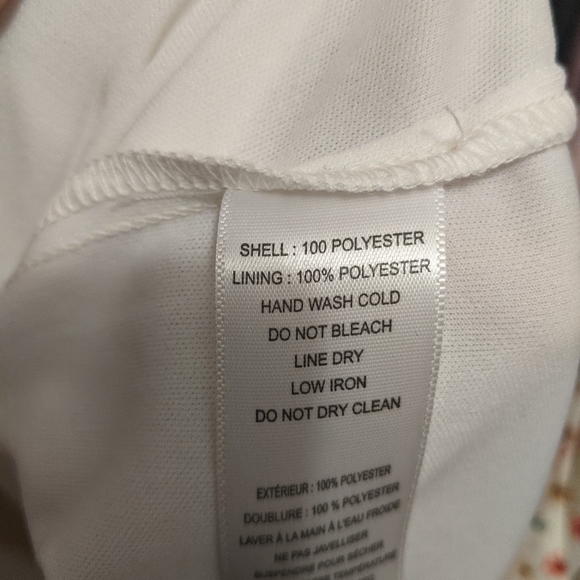 SHELL : 100 POLYESTER
LINING : 100% POLYESTER
HAND WASH COLD
DO NOT BLEACH
LINE DRY
LOW IRON
DO NOT DRY CLEAN
EXTÉRIEUR : 100% POLYESTER
DOUBLURE : 100 % POLYESTER
LAVER À LA MAIN À L'EAU FROIDE
NE PAS JAVELLISER
SUSPENDRE POUR SÉCHER
TEMPÉRATURE